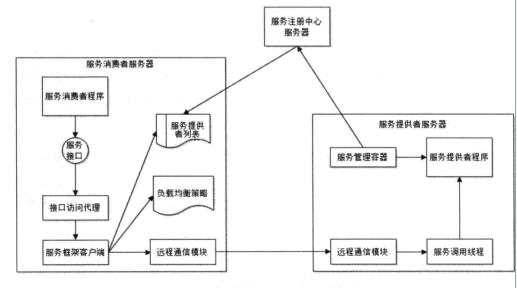 服务注册中心
服务器
服务消费者服务器
服务消费者程序
服务
接口
接口访问代理
服务框架客户端
服务提供
者列表
负载均衡策略
远程通信模块
服务提供者服务器
服务管理容器
服务提供者程序
远程通信模块
服务调用线程